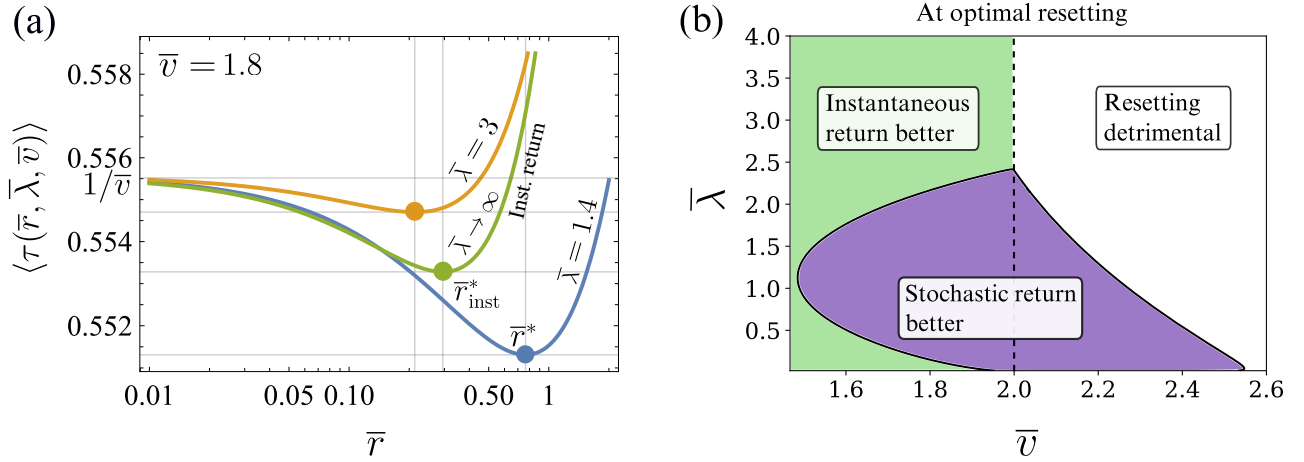 (a)
v̅ = 1.8
⟨τ(r̅, λ̅, v̅)⟩
0.558
0.556
1/v̅
0.554
0.552
λ̅ = 3
λ̅ → ∞
Inst. return
λ̅ = 1.4
r̅*inst
r̅*
0.01
0.05
0.10
0.50
1
r̅
(b)
At optimal resetting
λ̅
4.0
3.5
3.0
2.5
2.0
1.5
1.0
0.5
Instantaneous
return better
Resetting
detrimental
Stochastic return
better
1.6
1.8
2.0
2.2
2.4
2.6
v̅